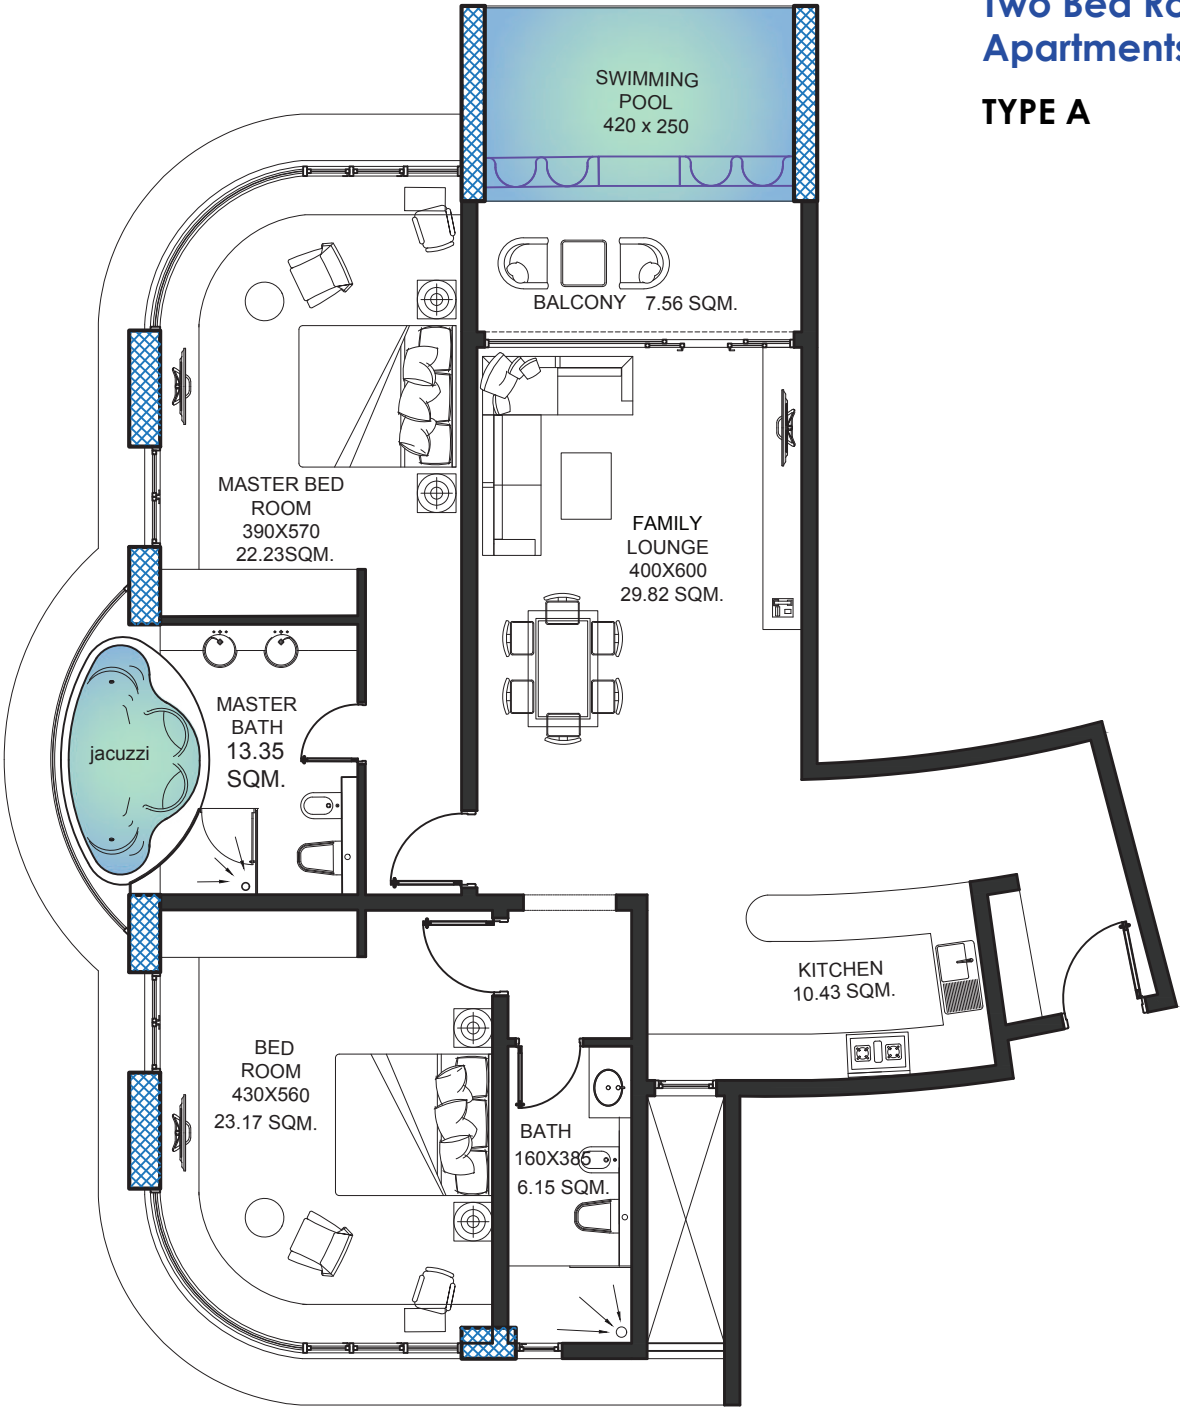 Two Bed Ro
Apartments
TYPE A
SWIMMING
POOL
420 x 250
BALCONY 7.56 SQM.
MASTER BED
ROOM
390X570
22.23SQM.
FAMILY
LOUNGE
400X600
29.82 SQM.
MASTER
BATH
13.35
SQM.
jacuzzi
KITCHEN
10.43 SQM.
BED
ROOM
430X560
23.17 SQM.
BATH
160X385
6.15 SQM.